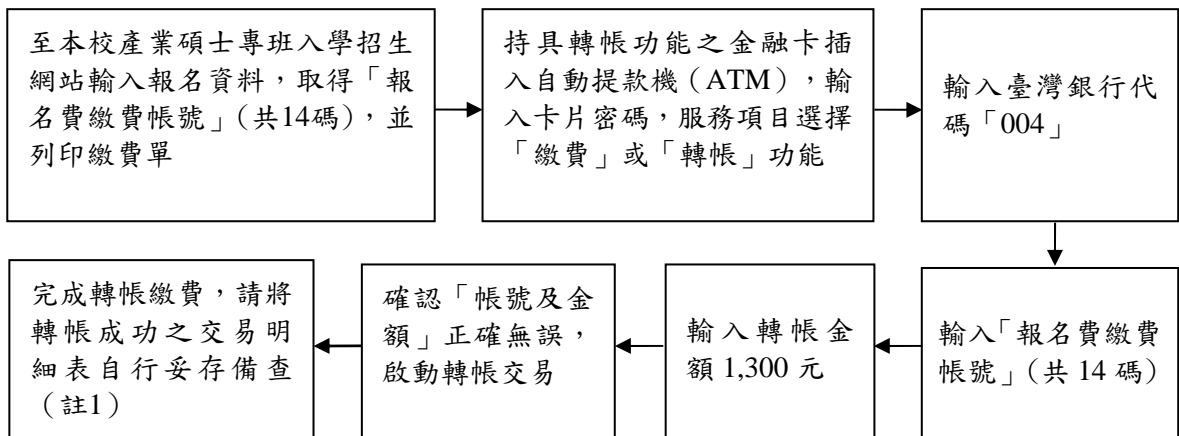 至本校產業碩士專班入學招生
網站輸入報名資料，取得「報
名費繳費帳號」（共14碼），並
列印繳費單
持具轉帳功能之金融卡插
入自動提款機（ATM），輸
入卡片密碼，服務項目選擇
「繳費」或「轉帳」功能
輸入臺灣銀行代
碼「004」
輸入「報名費繳費
帳號」（共 14 碼）
輸入轉帳金
額 1,300 元
確認「帳號及金
額」正確無誤，
啟動轉帳交易
完成轉帳繳費，請將
轉帳成功之交易明
細表自行妥存備查
（註1）